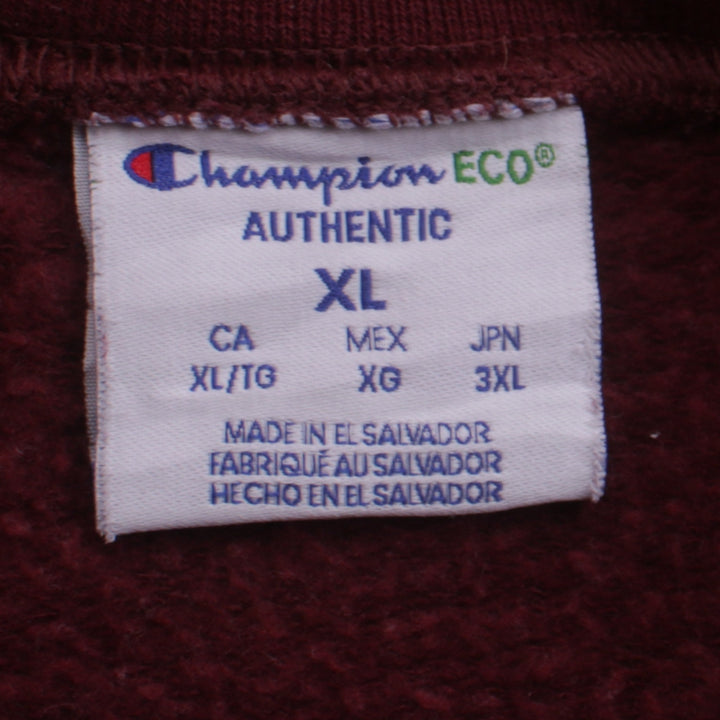 Champion ECO®
AUTHENTIC
XL
CA MEX JPN
XL/TG XG 3XL
MADE IN EL SALVADOR
FABRIQUÉ AU SALVADOR
HECHO EN EL SALVADOR